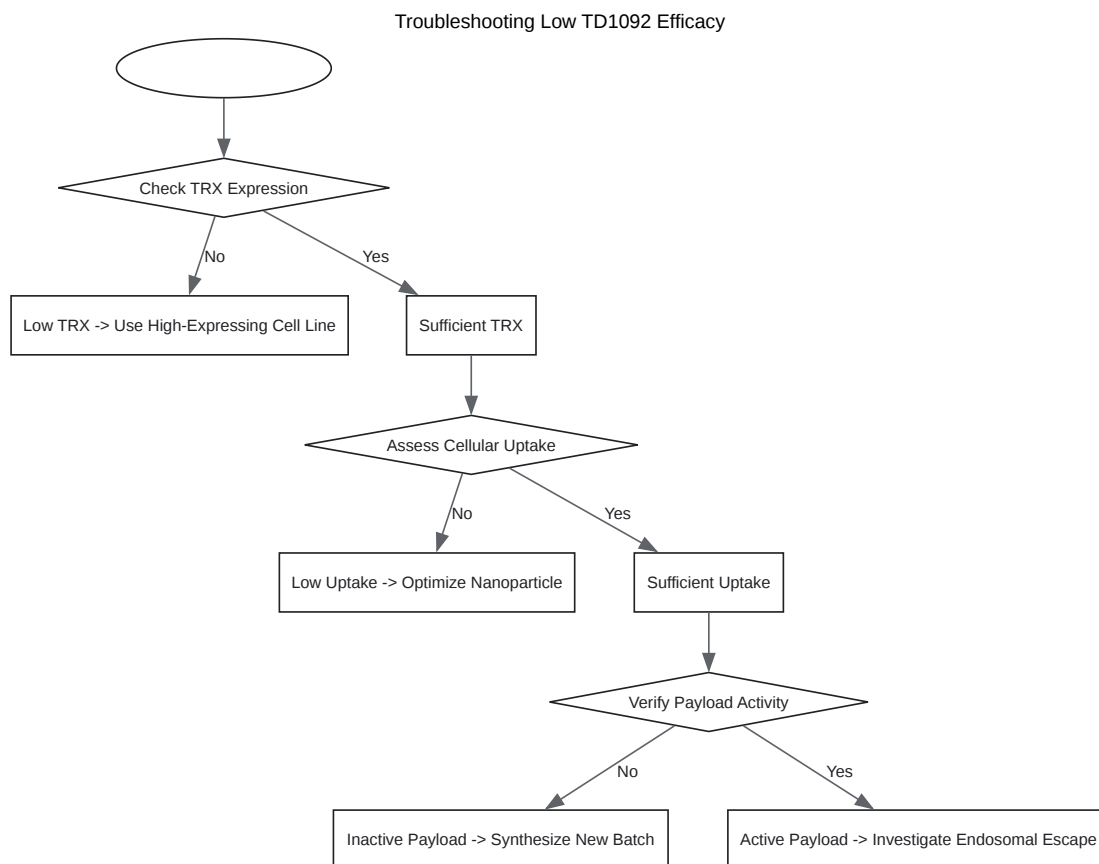 Troubleshooting Low TD1092 Efficacy
Check TRX Expression
No
Yes
Low TRX -> Use High-Expressing Cell Line
Sufficient TRX
Assess Cellular Uptake
No
Yes
Low Uptake -> Optimize Nanoparticle
Sufficient Uptake
Verify Payload Activity
No
Yes
Inactive Payload -> Synthesize New Batch
Active Payload -> Investigate Endosomal Escape